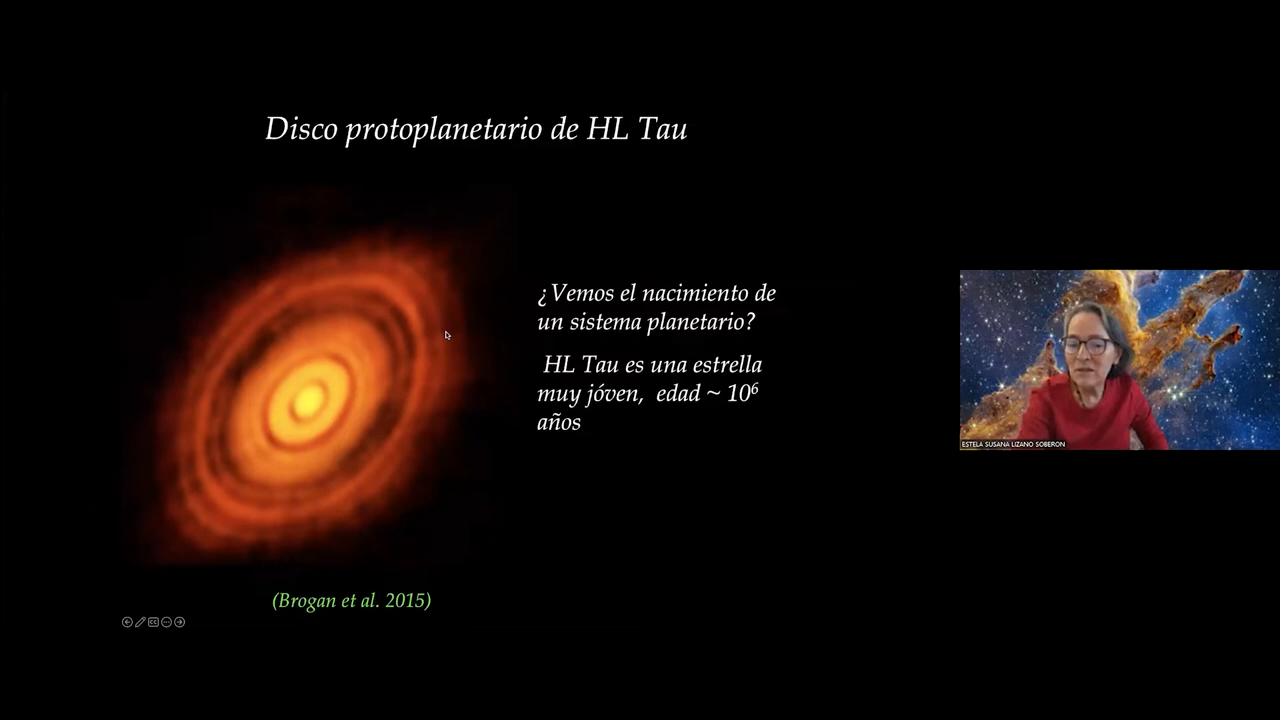 Disco protoplanetario de HL Tau
¿Vemos el nacimiento de
un sistema planetario?
HL Tau es una estrella
muy jóven, edad ~ 10⁶
años
ESTELA SUSANA LIZANO SOBERON
(Brogan et al. 2015)